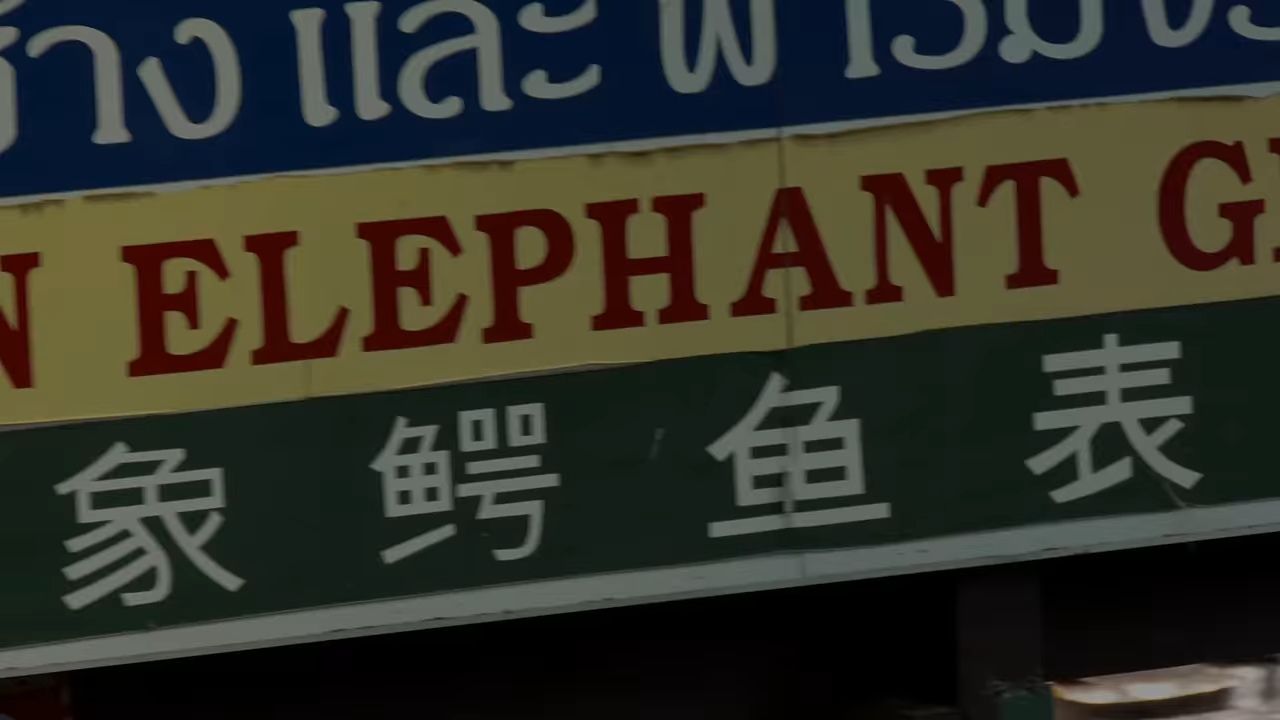 ช้าง และ ฟาร์มจระ
N ELEPHANT G
象 鳄 鱼 表